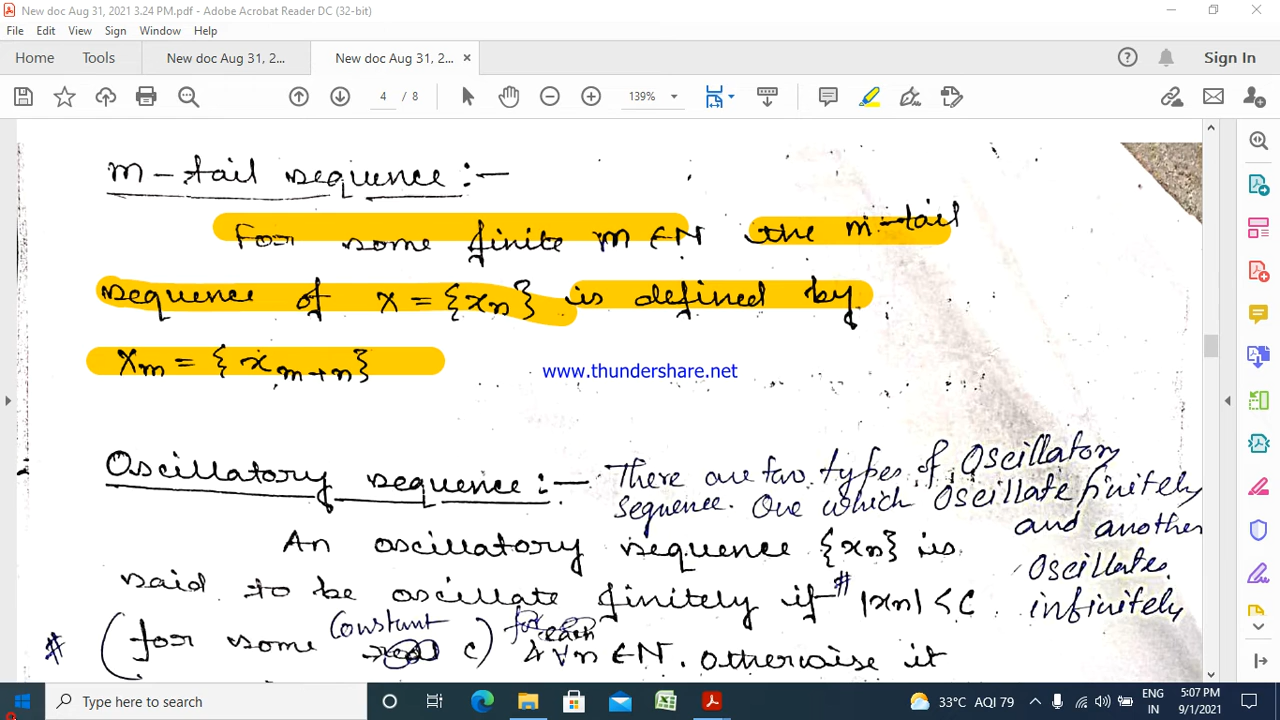 New doc Aug 31, 2021 3.24 PM.pdf - Adobe Acrobat Reader DC (32-bit)
File Edit View Sign Window Help
Home Tools New doc Aug 31, 2... New doc Aug 31, 2... × Sign In
4 / 8 139%
m-tail sequence :-
For some finite m ∈ N the m-tail
sequence of X = {xn} is defined by
Xm = {xm+n}
www.thundershare.net
Oscillatory sequence :- There are two types of Oscillatory
sequence. One which Oscillate finitely
and another
Oscillates
infinitely
An oscillatory sequence {xn} is
said to be oscillate finitely if # |xn| < C
# (for some constant c) for each n ∈ N. otherwise it
Type here to search
33°C AQI 79
ENG
IN
5:07 PM
9/1/2021